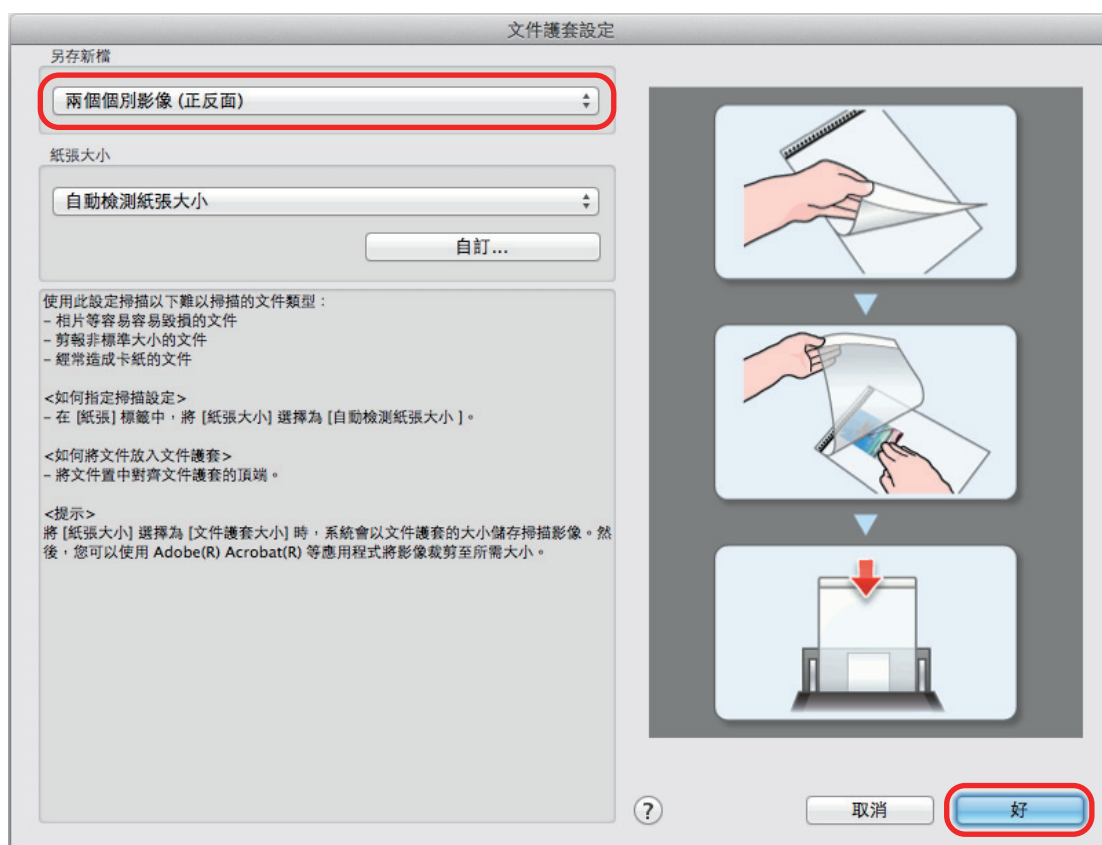 文件護套設定
另存新檔
兩個個別影像 (正反面)
紙張大小
自動檢測紙張大小
自訂...
使用此設定掃描以下難以掃描的文件類型：
– 相片等容易容易毀損的文件
– 剪報非標準大小的文件
– 經常造成卡紙的文件
<如何指定掃描設定>
– 在 [紙張] 標籤中，將 [紙張大小] 選擇為 [自動檢測紙張大小 ]。
<如何將文件放入文件護套>
– 將文件置中對齊文件護套的頂端。
<提示>
將 [紙張大小] 選擇為 [文件護套大小] 時，系統會以文件護套的大小儲存掃描影像。然
後，您可以使用 Adobe(R) Acrobat(R) 等應用程式將影像裁剪至所需大小。
?
取消
好